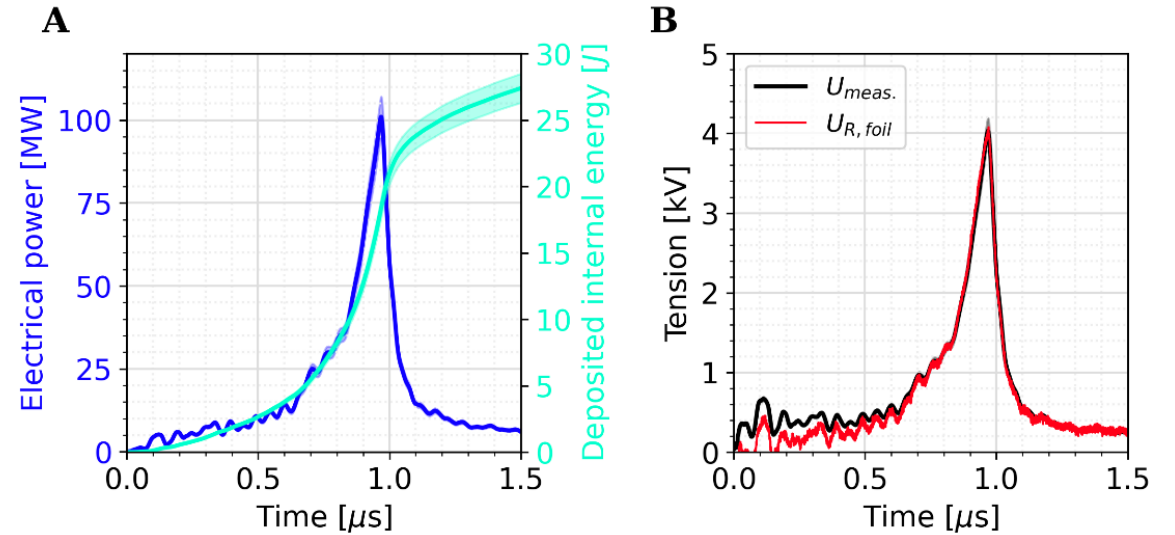 A
Electrical power [MW]
100
75
50
25
0
0.0
0.5
1.0
1.5
Time [μs]
30
25
20
15
10
5
0
Deposited internal energy [J]
B
Tension [kV]
5
4
3
2
1
0
U_meas.
U_R, foil
0.0
0.5
1.0
1.5
Time [μs]